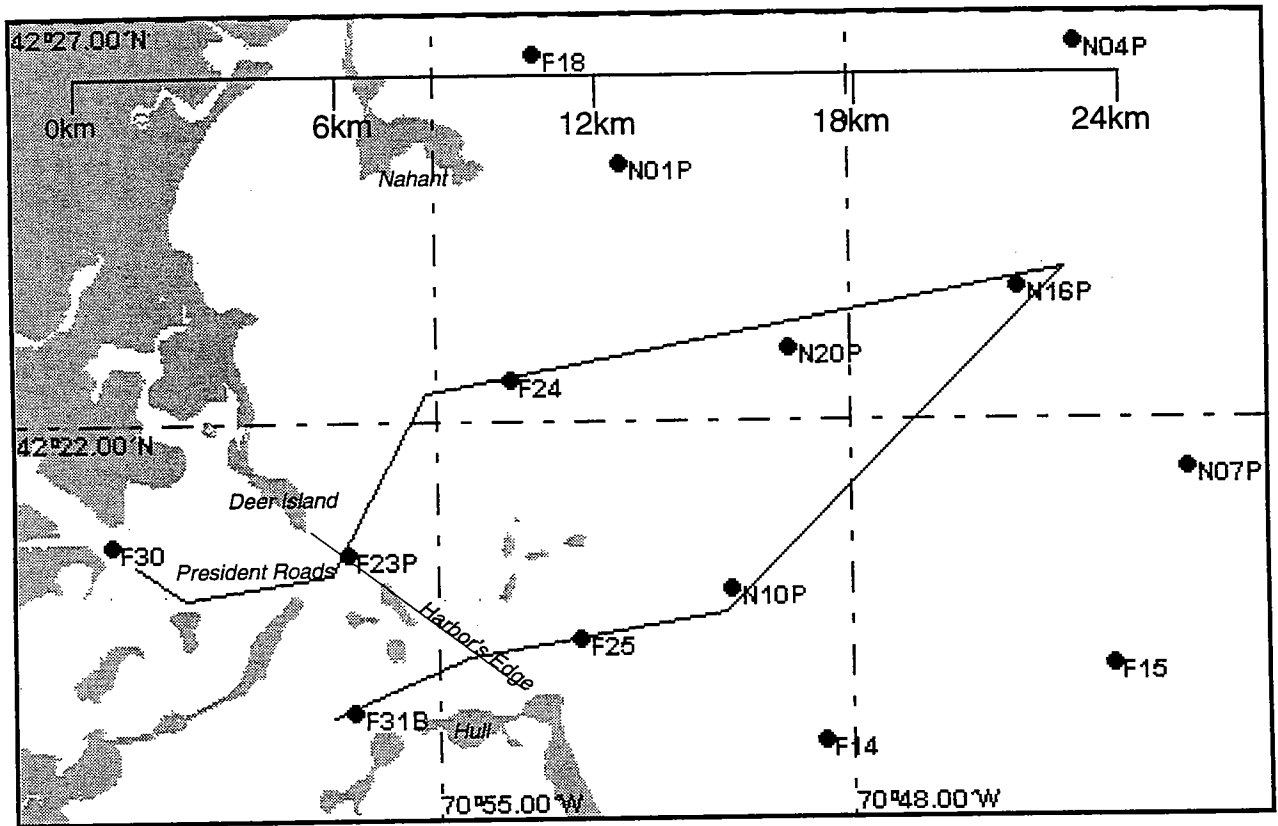 42°27.00'N
F18
N04P
0km
6km
12km
18km
24km
N01P
Nahant
N16P
N20P
F24
42°22.00'N
N07P
Deer Island
F30
F23P
President Roads
N10P
Harbor's Edge
F25
F15
F31B
Hull
F14
70°55.00'W
70°48.00'W